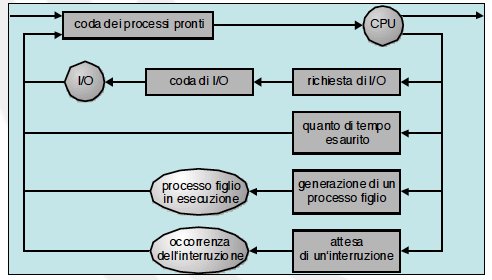 coda dei processi pronti
CPU
I/O
coda di I/O
richiesta di I/O
quanto di tempo
esaurito
processo figlio
in esecuzione
generazione di un
processo figlio
occorrenza
dell'interruzione
attesa
di un'interruzione